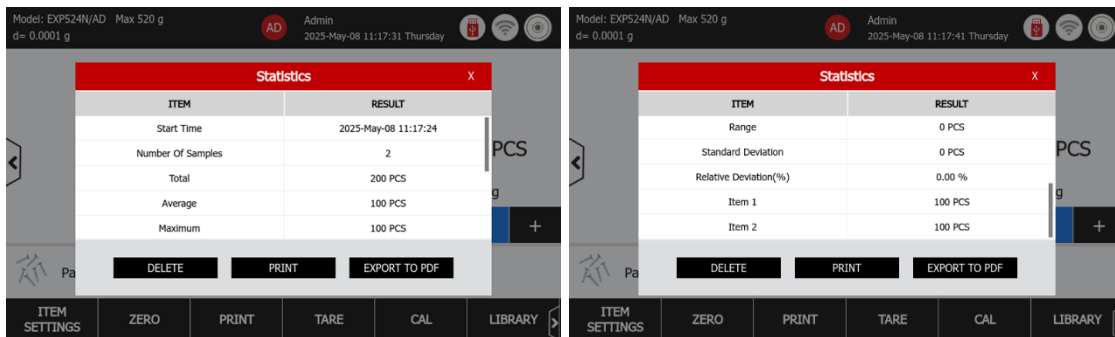 Model: EXP524N/AD Max 520 g
d= 0.0001 g
AD
Admin
2025-May-08 11:17:31 Thursday
Statistics X
ITEM RESULT
Start Time 2025-May-08 11:17:24
Number Of Samples 2
Total 200 PCS
Average 100 PCS
Maximum 100 PCS
PCS
g
+
Pa
DELETE PRINT EXPORT TO PDF
ITEM SETTINGS ZERO PRINT TARE CAL LIBRARY
Model: EXP524N/AD Max 520 g
d= 0.0001 g
AD
Admin
2025-May-08 11:17:41 Thursday
Statistics X
ITEM RESULT
Range 0 PCS
Standard Deviation 0 PCS
Relative Deviation(%) 0.00 %
Item 1 100 PCS
Item 2 100 PCS
PCS
g
+
Pa
DELETE PRINT EXPORT TO PDF
ITEM SETTINGS ZERO PRINT TARE CAL LIBRARY